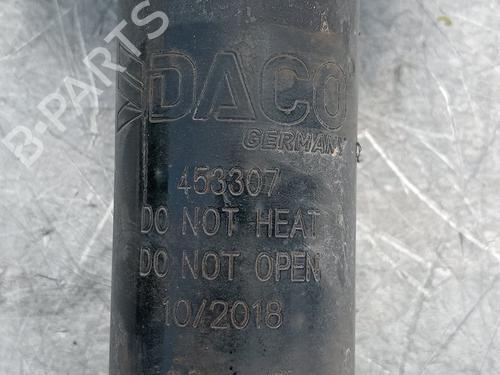 DACO
GERMANY
453307
DO NOT HEAT
DO NOT OPEN
10/2018
B-PARTS